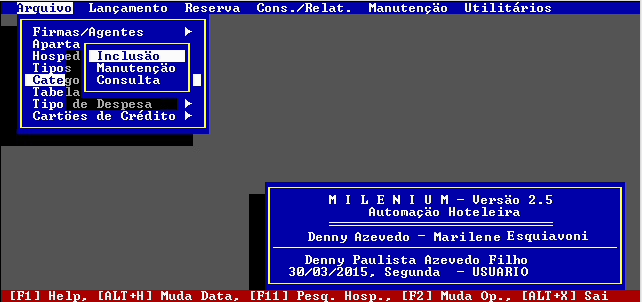 Arquivo Lançamento Reserva Cons./Relat. Manutenção Utilitários
Firmas/Agentes
Aparta
Hosped
Tipos
Catego
Tabela
Tipo de Despesa
Cartões de Crédito
Inclusão
Manutenção
Consulta
M I L E N I U M - Versão 2.5
Automação Hoteleira
Denny Azevedo - Marilene Esquiavoni
Denny Paulista Azevedo Filho
30/03/2015, Segunda - USUARIO
[F1] Help, [ALT+H] Muda Data, [F11] Pesq. Hosp., [F2] Muda Op., [ALT+X] Sai